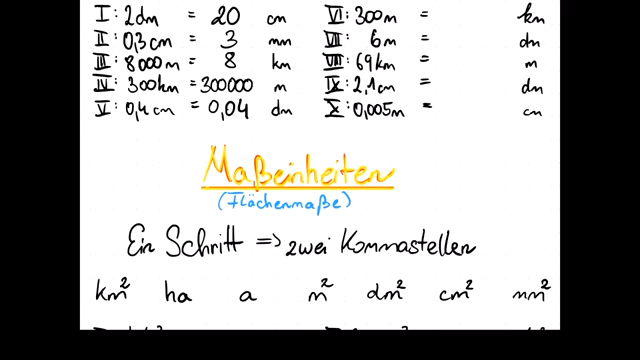 I: 2dm = 20 cm VI: 300m = km
II: 0,3cm = 3 mm VII: 6m = dm
III: 8000m = 8 km VIII: 69km = m
IV: 300km = 300000 m IX: 2,1cm = dm
V: 0,4cm = 0,04 dm X: 0,005m = cm
Maßeinheiten
(Flächenmaße)
Ein Schritt => zwei Kommastellen
km² ha a m² dm² cm² mm²